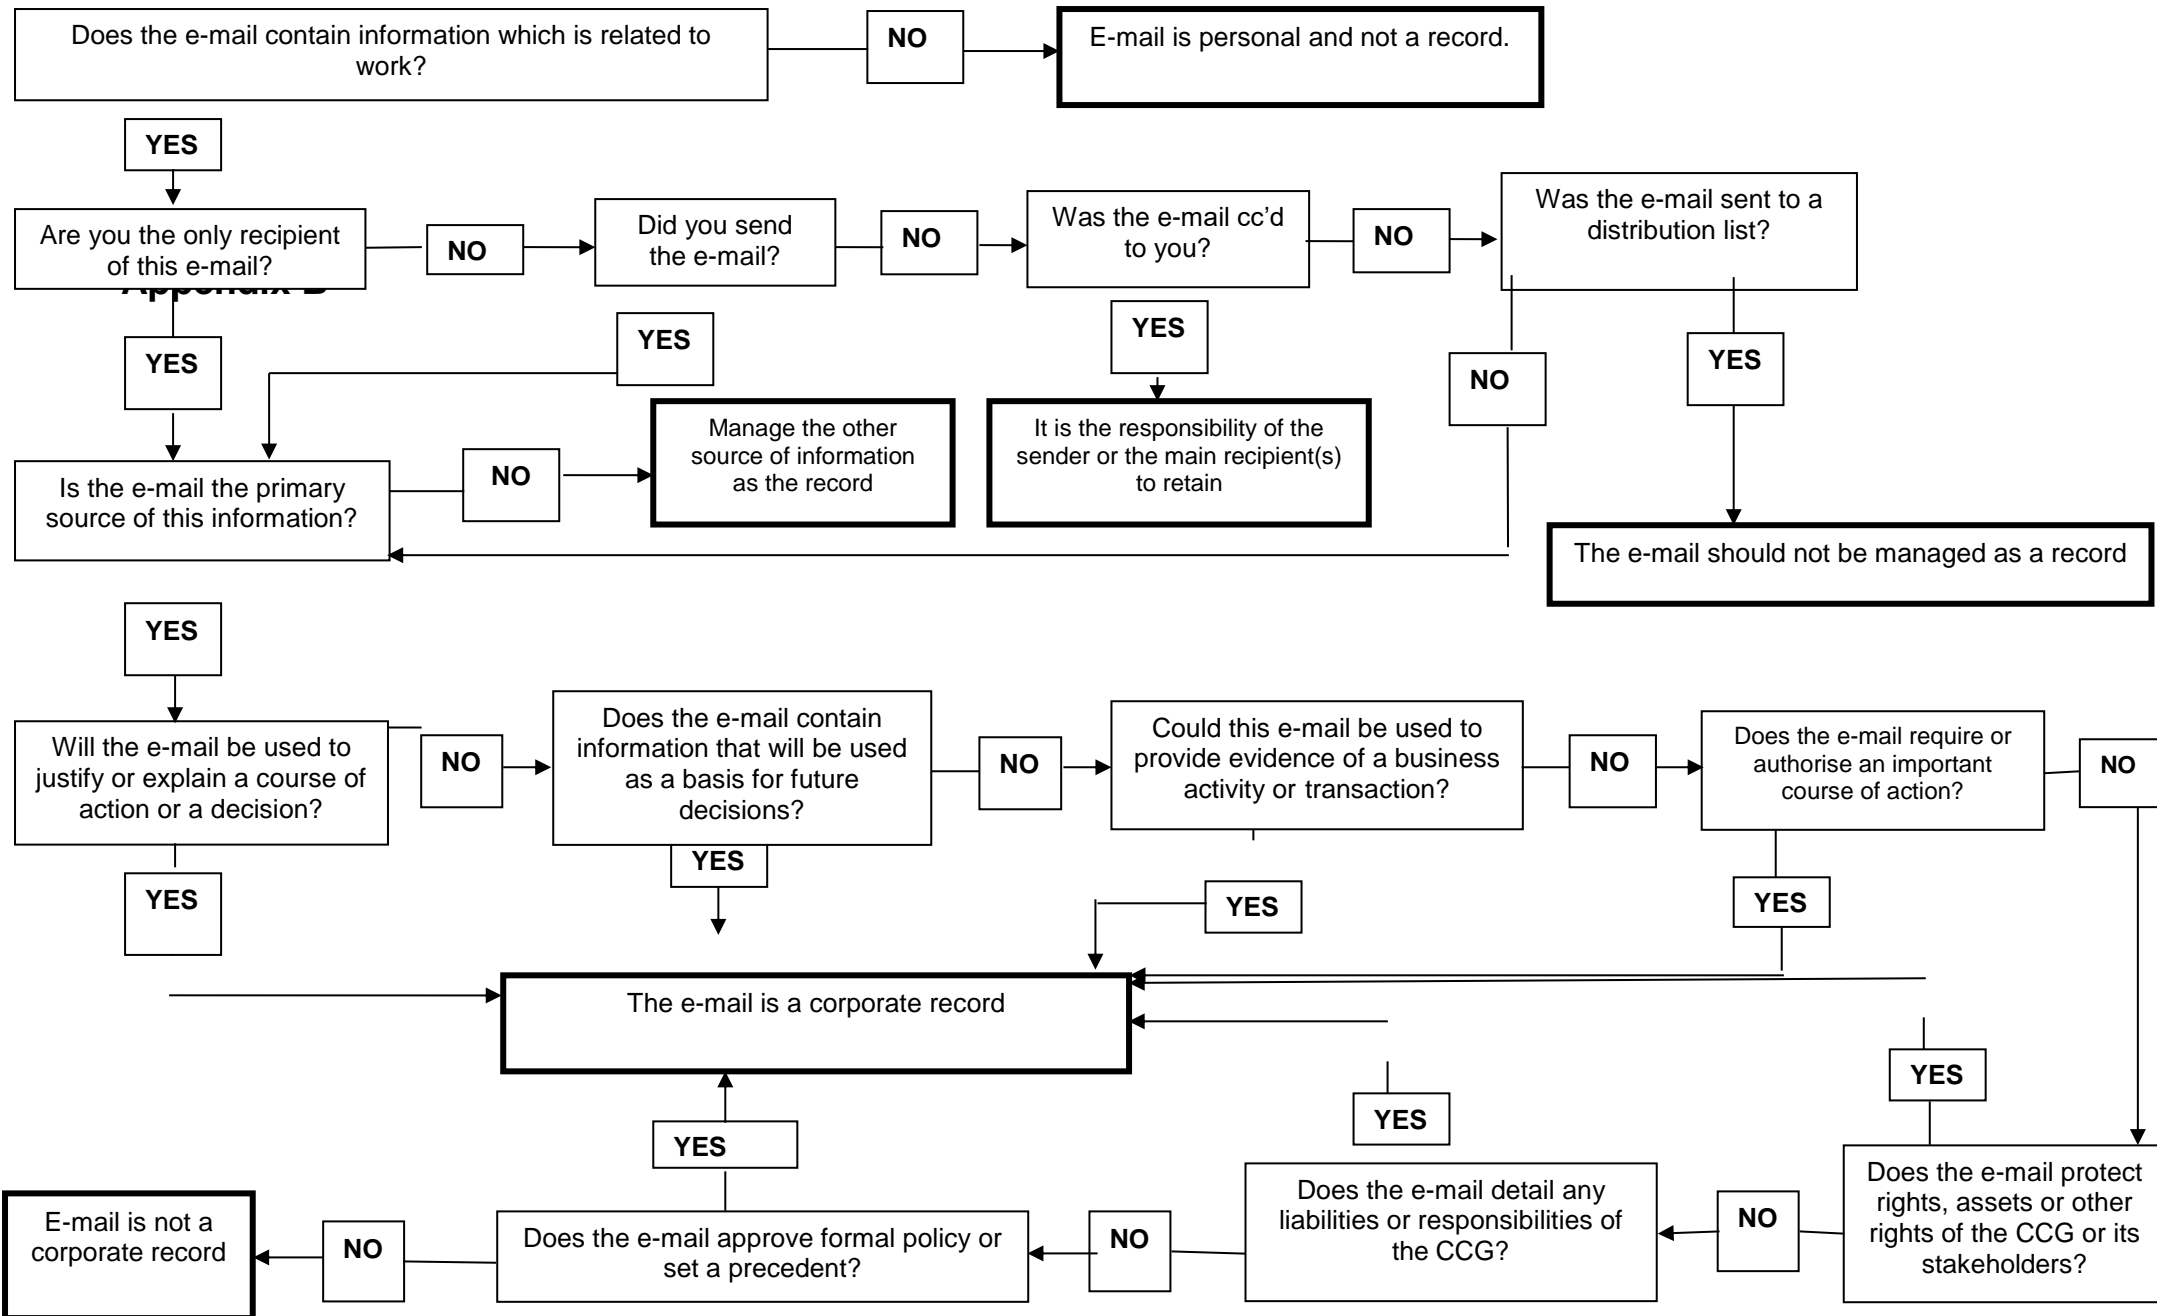 Does the e-mail contain information which is related to
work?
NO
E-mail is personal and not a record.
YES
Are you the only recipient
of this e-mail?
NO
Did you send
the e-mail?
NO
Was the e-mail cc’d
to you?
NO
Was the e-mail sent to a
distribution list?
Appendix B
YES
YES
YES
NO
YES
Is the e-mail the primary
source of this information?
NO
Manage the other
source of information
as the record
It is the responsibility of the
sender or the main recipient(s)
to retain
The e-mail should not be managed as a record
YES
Will the e-mail be used to
justify or explain a course of
action or a decision?
NO
Does the e-mail contain
information that will be used
as a basis for future
decisions?
NO
Could this e-mail be used to
provide evidence of a business
activity or transaction?
NO
Does the e-mail require or
authorise an important
course of action?
NO
YES
YES
YES
YES
The e-mail is a corporate record
YES
YES
YES
E-mail is not a
corporate record
NO
Does the e-mail approve formal policy or
set a precedent?
NO
Does the e-mail detail any
liabilities or responsibilities of
the CCG?
NO
Does the e-mail protect
rights, assets or other
rights of the CCG or its
stakeholders?